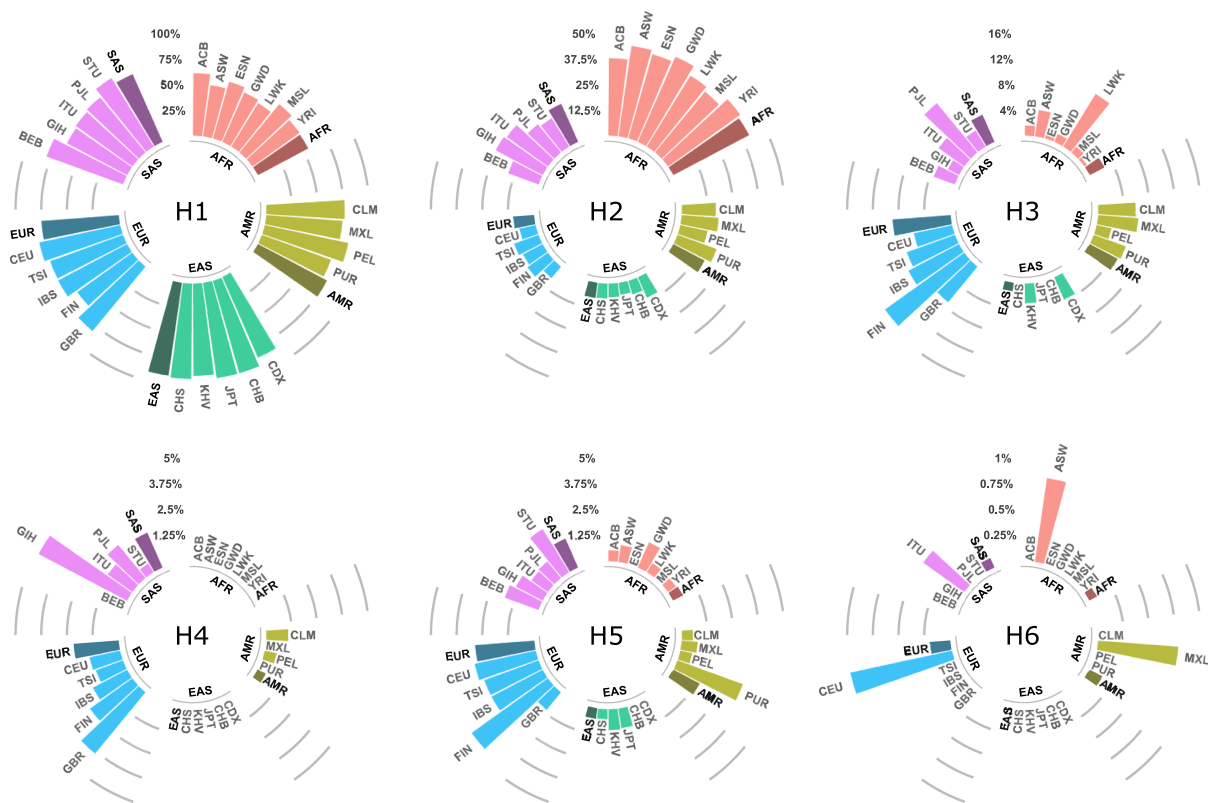 100%
75%
50%
25%
ACB
ASW
ESN
GWD
LWK
MSL
YRI
AFR
AFR
SAS
STU
PJL
ITU
GIH
BEB
SAS
H1
CLM
MXL
PEL
PUR
AMR
AMR
EUR
CEU
TSI
IBS
FIN
GBR
EUR
EAS
EAS
CHS
KHV
JPT
CHB
CDX
50%
37.5%
25%
12.5%
ACB
ASW
ESN
GWD
LWK
MSL
YRI
AFR
AFR
SAS
STU
PJL
ITU
GIH
BEB
SAS
H2
CLM
MXL
PEL
PUR
AMR
AMR
EUR
CEU
TSI
IBS
FIN
GBR
EUR
EAS
EAS
CHS
KHV
JPT
CHB
CDX
16%
12%
8%
4%
ACB
ASW
ESN
GWD
LWK
MSL
YRI
AFR
AFR
SAS
STU
PJL
ITU
GIH
BEB
SAS
H3
CLM
MXL
PEL
PUR
AMR
AMR
EUR
CEU
TSI
IBS
FIN
GBR
EUR
EAS
EAS
CHS
KHV
JPT
CHB
CDX
5%
3.75%
2.5%
1.25%
ACB
ASW
ESN
GWD
LWK
MSL
YRI
AFR
AFR
SAS
STU
PJL
ITU
GIH
BEB
SAS
H4
CLM
MXL
PEL
PUR
AMR
AMR
EUR
CEU
TSI
IBS
FIN
GBR
EUR
EAS
EAS
CHS
KHV
JPT
CHB
CDX
5%
3.75%
2.5%
1.25%
ACB
ASW
ESN
GWD
LWK
MSL
YRI
AFR
AFR
SAS
STU
PJL
ITU
GIH
BEB
SAS
H5
CLM
MXL
PEL
PUR
AMR
AMR
EUR
CEU
TSI
IBS
FIN
GBR
EUR
EAS
EAS
CHS
KHV
JPT
CHB
CDX
1%
0.75%
0.5%
0.25%
ACB
ASW
ESN
GWD
LWK
MSL
YRI
AFR
AFR
SAS
STU
PJL
ITU
GIH
BEB
SAS
H6
CLM
MXL
PEL
PUR
AMR
AMR
EUR
CEU
TSI
IBS
FIN
GBR
EUR
EAS
EAS
CHS
KHV
JPT
CHB
CDX